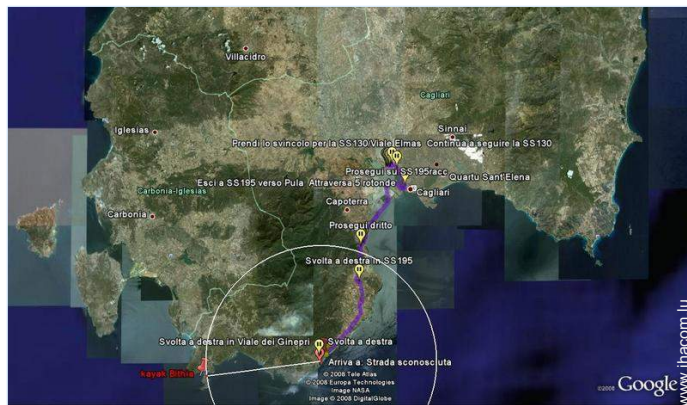 Villacidro
Cagliari
Iglesias
Sinnai
Prendi lo svincolo per la SS130/Viale Elmas Continua a seguire la SS130
Prosegui su SS195racc
Quartu Sant'Elena
Esci a SS195 verso Pula Attraversa 5 rotonde
Carbonia-Iglesias
Cagliari
Capoterra
Carbonia
Prosegui dritto
Svolta a destra in SS195
Svolta a destra in Viale dei Ginepri
Svolta a destra
Arriva a: Strada sconosciuta
kayak Bithia
© 2008 Tele Atlas
© 2008 Europa Technologies
Image NASA
Image © 2008 DigitalGlobe
©2008 Google
www.ihacom.lu